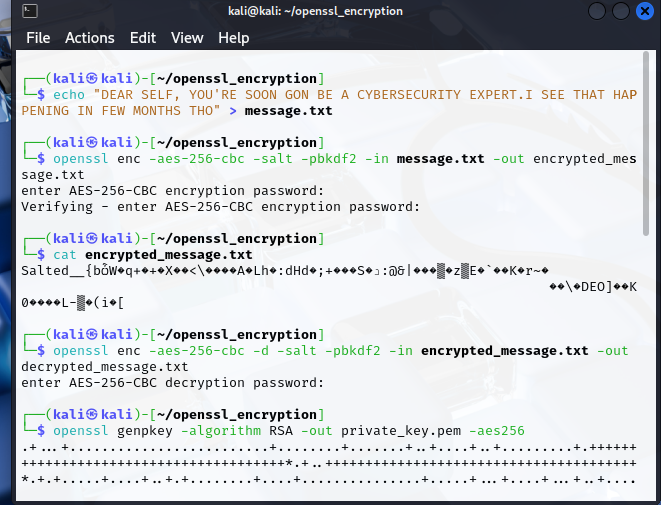 kali@kali: ~/openssl_encryption
File Actions Edit View Help
┌──(kali㉿kali)-[~/openssl_encryption]
└─$ echo "DEAR SELF, YOU'RE SOON GON BE A CYBERSECURITY EXPERT.I SEE THAT HAP
PENING IN FEW MONTHS THO" > message.txt
┌──(kali㉿kali)-[~/openssl_encryption]
└─$ openssl enc -aes-256-cbc -salt -pbkdf2 -in message.txt -out encrypted_mes
sage.txt
enter AES-256-CBC encryption password:
Verifying - enter AES-256-CBC encryption password:
┌──(kali㉿kali)-[~/openssl_encryption]
└─$ cat encrypted_message.txt
Salted__{
┌──(kali㉿kali)-[~/openssl_encryption]
└─$ openssl enc -aes-256-cbc -d -salt -pbkdf2 -in encrypted_message.txt -out
decrypted_message.txt
enter AES-256-CBC decryption password:
┌──(kali㉿kali)-[~/openssl_encryption]
└─$ openssl genpkey -algorithm RSA -out private_key.pem -aes256